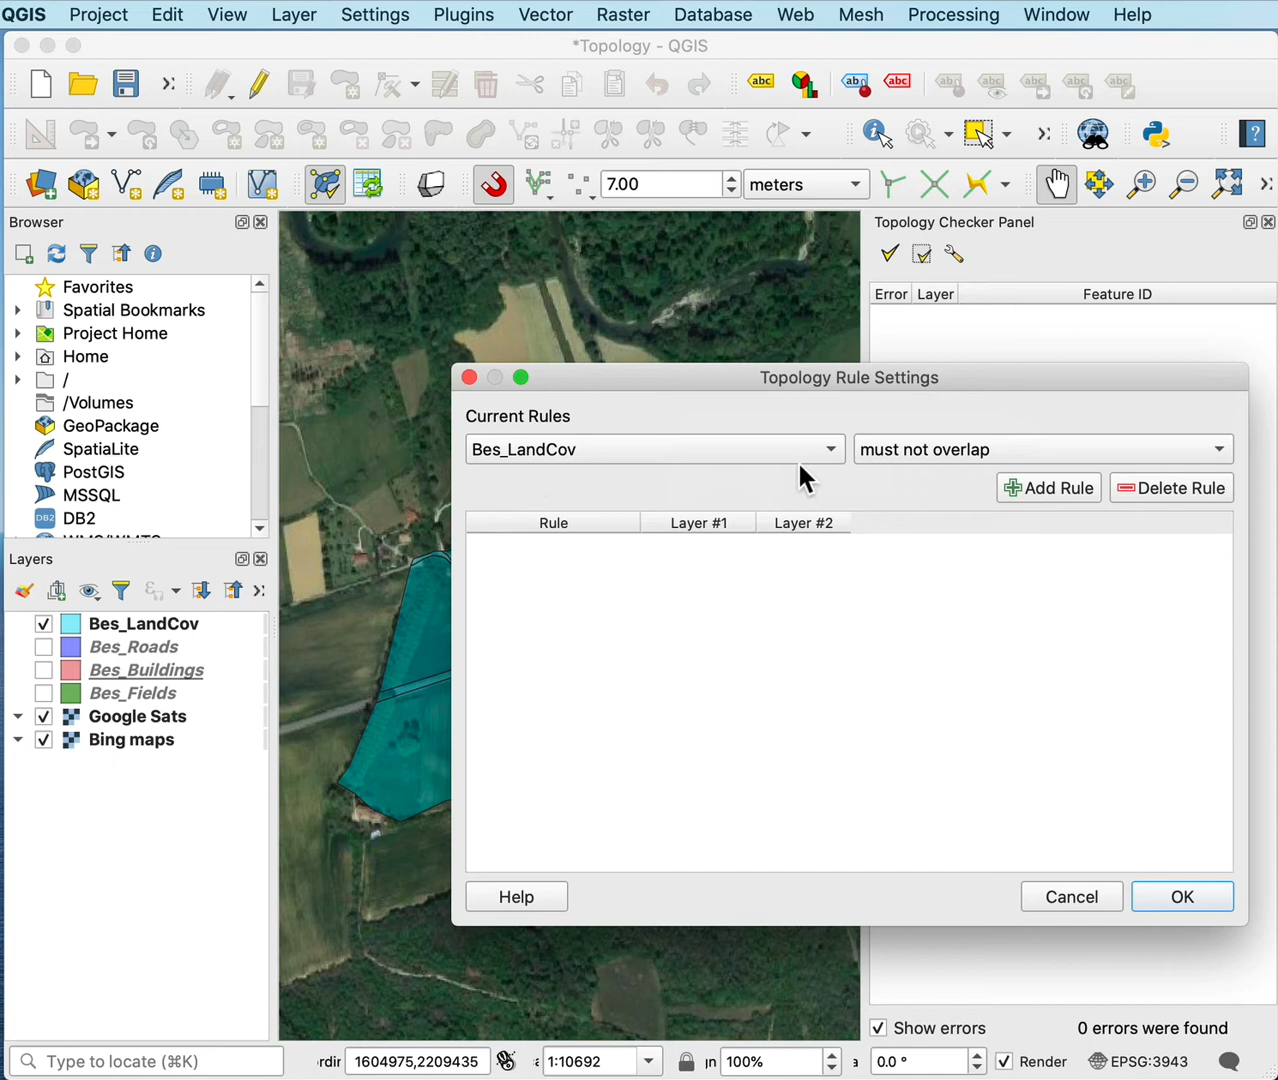 QGIS Project Edit View Layer Settings Plugins Vector Raster Database Web Mesh Processing Window Help
*Topology - QGIS
abc abc abc
7.00 meters
Browser
Topology Checker Panel
Favorites
Error Layer Feature ID
Spatial Bookmarks
Project Home
Home
/
/Volumes
Topology Rule Settings
GeoPackage
Current Rules
SpatiaLite
Bes_LandCov must not overlap
PostGIS
MSSQL
Add Rule Delete Rule
DB2 DB2
Rule Layer #1 Layer #2
Layers
Bes_LandCov
Bes_Roads
Bes_Buildings
Bes_Fields
Google Sats
Bing maps
Help Cancel OK
Show errors 0 errors were found
Type to locate (⌘K) 1604975,2209435 1:10692 100% 0.0 ° Render EPSG:3943